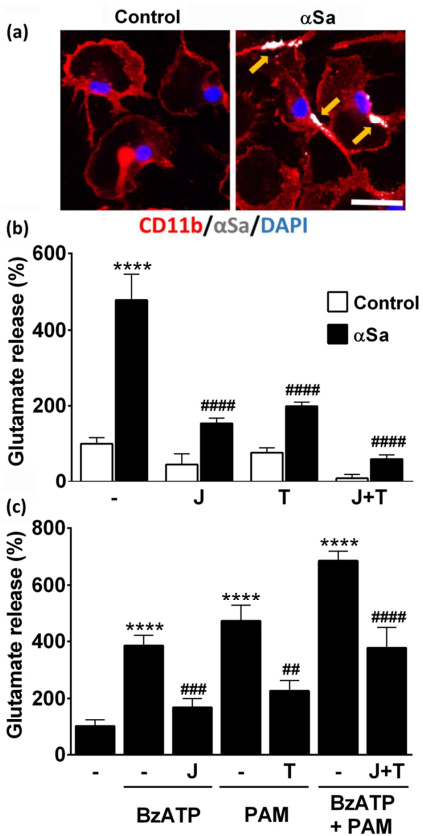 (a)
Control
αSa
CD11b/αSa/DAPI
(b)
Glutamate release (%)
600
400
200
0
Control
αSa
****
####
####
####
- J T J+T
(c)
Glutamate release (%)
800
600
400
200
0
****
###
****
##
****
####
- - J - T - J+T
BzATP PAM BzATP
+ PAM